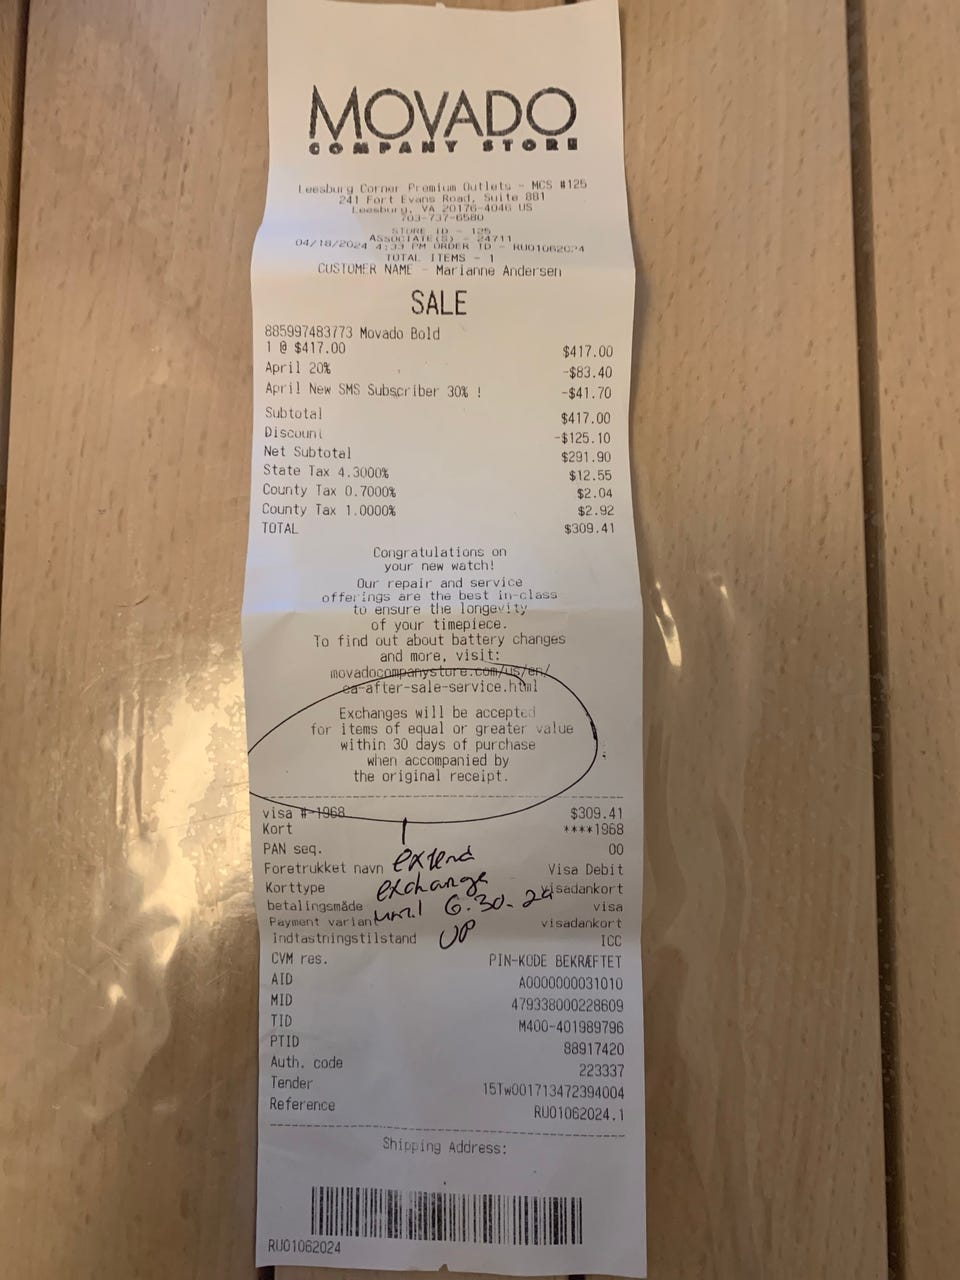 MOVADO
COMPANY STORE
Leesburg Corner Premium Outlets - MCS #125
241 Fort Evans Road, Suite 881
Leesburg, VA 20176-4046 US
703-737-6580
STORE ID - 125
ASSOCIATE(S) - 24711
04/18/2024 4:33 PM ORDER ID - RU01062024
TOTAL ITEMS - 1
CUSTOMER NAME - Marianne Andersen
SALE
885997483773 Movado Bold
1 @ $417.00 $417.00
April 20% -$83.40
April New SMS Subscriber 30% ! -$41.70
Subtotal $417.00
Discount -$125.10
Net Subtotal $291.90
State Tax 4.3000% $12.55
County Tax 0.7000% $2.04
County Tax 1.0000% $2.92
TOTAL $309.41
Congratulations on
your new watch!
Our repair and service
offerings are the best in-class
to ensure the longevity
of your timepiece.
To find out about battery changes
and more, visit:
movadocompanystore.com/us/en/
ca-after-sale-service.html
Exchanges will be accepted
for items of equal or greater value
within 30 days of purchase
when accompanied by
the original receipt.
visa #-1968 $309.41
Kort ****1968
PAN seq. 00
Foretrukket navn Visa Debit
Korttype visadankort
betalingsmåde visa
Payment variant visadankort
Indtastningstilstand ICC
CVM res. PIN-KODE BEKRÆFTET
AID A0000000031010
MID 479338000228609
TID M400-401989796
PTID 88917420
Auth. code 223337
Tender 15Tw001713472394004
Reference RU01062024.1
extend
exchange
until 6.30-24
Shipping Address:
RU01062024